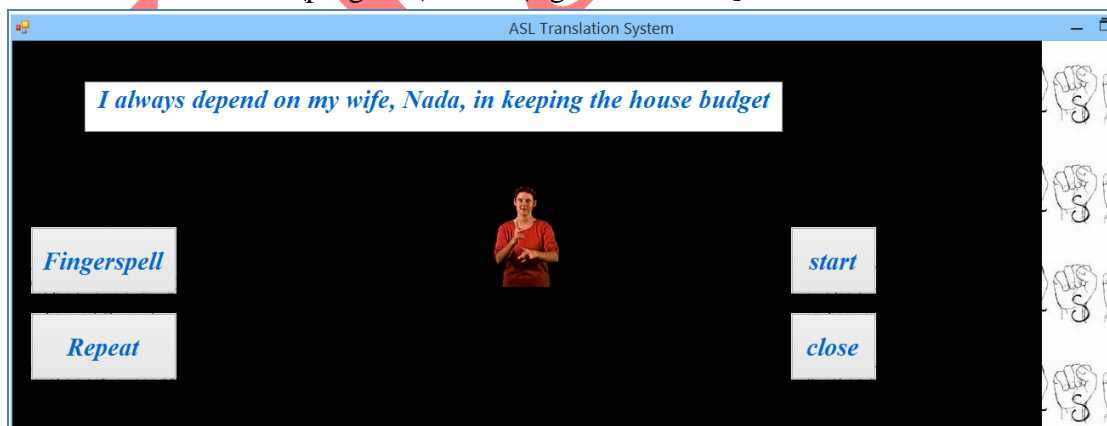 ASL Translation System
I always depend on my wife, Nada, in keeping the house budget
Fingerspell
start
Repeat
close
S
S
S
S